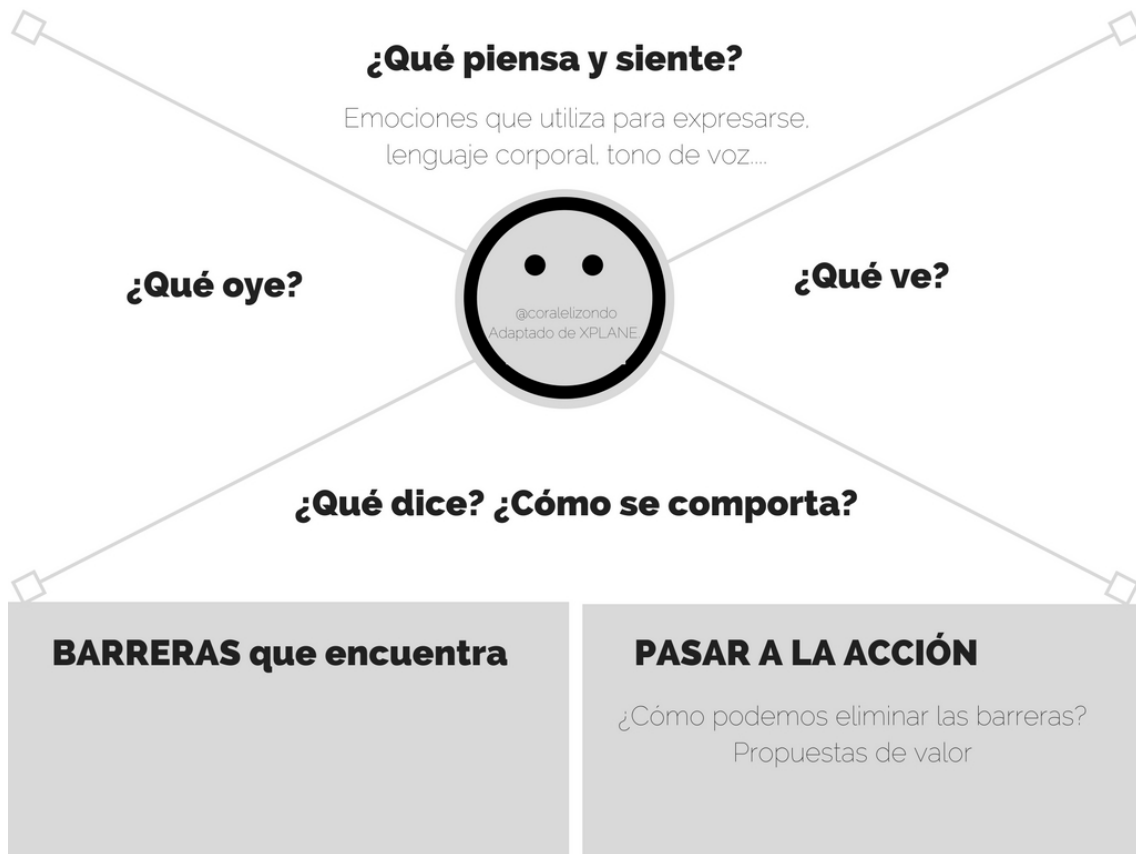 ¿Qué piensa y siente?
Emociones que utiliza para expresarse,
lenguaje corporal, tono de voz....
¿Qué oye?
¿Qué ve?
@coralelizondo
Adaptado de XPLANE
¿Qué dice? ¿Cómo se comporta?
BARRERAS que encuentra
PASAR A LA ACCIÓN
¿Cómo podemos eliminar las barreras?
Propuestas de valor